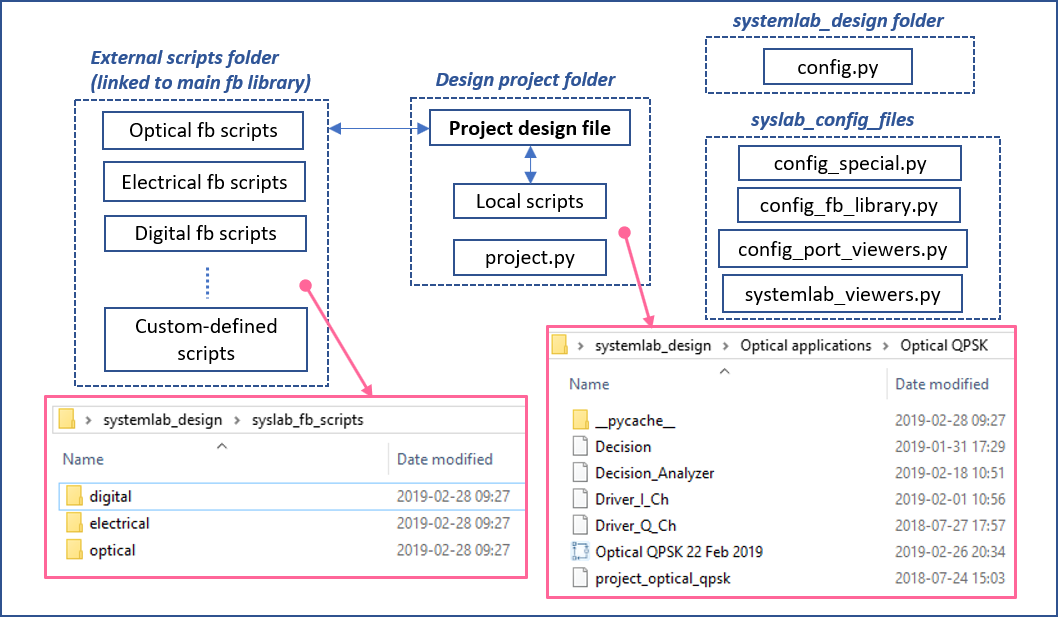 External scripts folder
(linked to main fb library)
Optical fb scripts
Electrical fb scripts
Digital fb scripts
Custom-defined
scripts
Design project folder
Project design file
Local scripts
project.py
systemlab_design folder
config.py
syslab_config_files
config_special.py
config_fb_library.py
config_port_viewers.py
systemlab_viewers.py
systemlab_design > syslab_fb_scripts
Name Date modified
digital 2019-02-28 09:27
electrical 2019-02-28 09:27
optical 2019-02-28 09:27
systemlab_design > Optical applications > Optical QPSK
Name Date modified
__pycache__ 2019-02-28 09:27
Decision 2019-01-31 17:29
Decision_Analyzer 2019-02-18 10:51
Driver_I_Ch 2019-02-01 10:56
Driver_Q_Ch 2018-07-27 17:57
Optical QPSK 22 Feb 2019 2019-02-26 20:34
project_optical_qpsk 2018-07-24 15:03